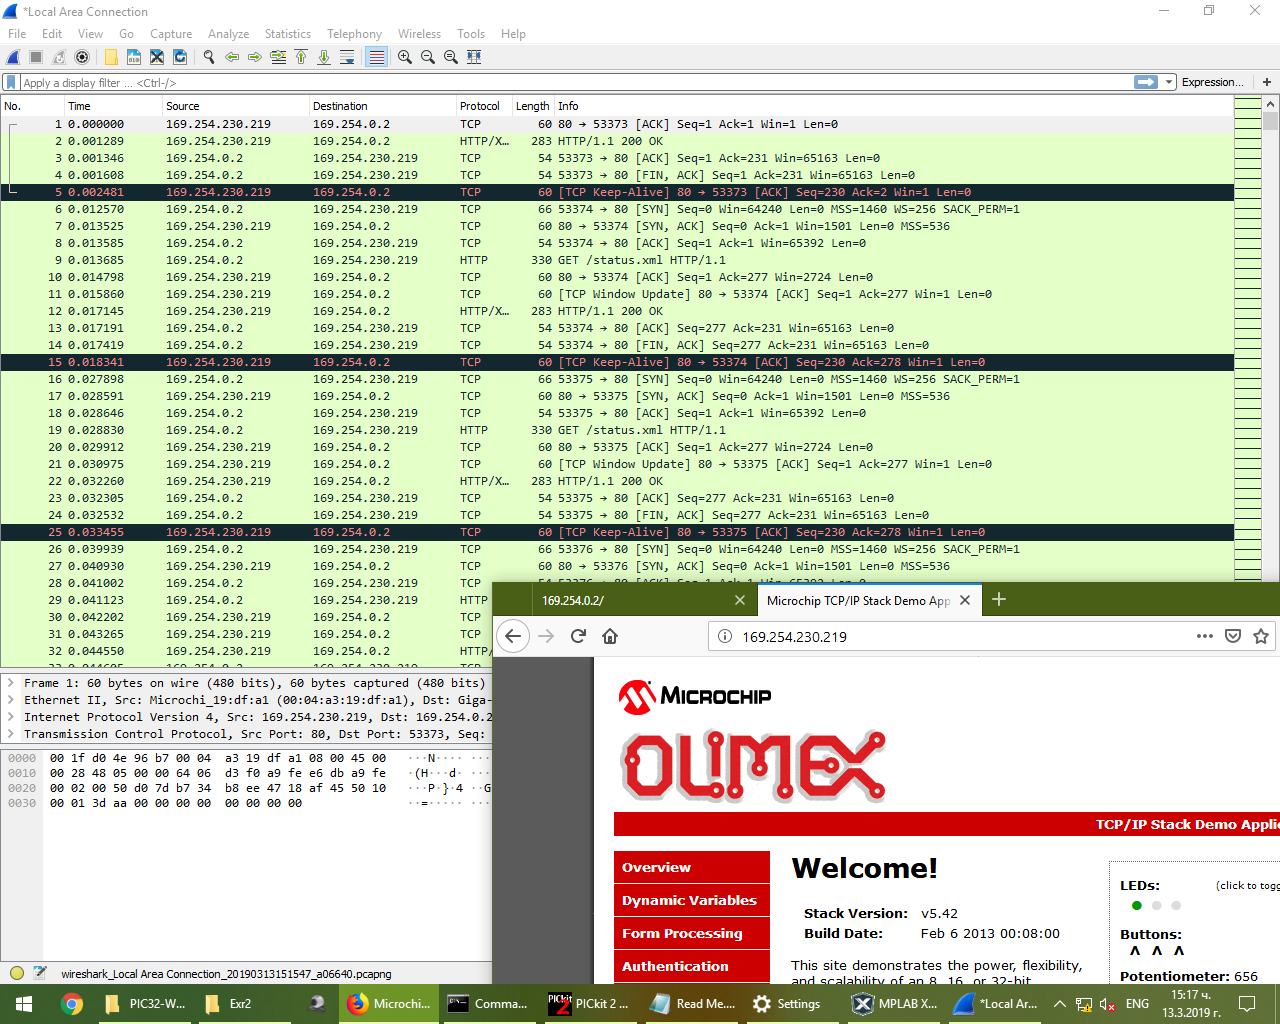 *Local Area Connection
File Edit View Go Capture Analyze Statistics Telephony Wireless Tools Help
Apply a display filter ... <Ctrl-/> Expression... +
No. Time Source Destination Protocol Length Info
1 0.000000 169.254.230.219 169.254.0.2 TCP 60 80 → 53373 [ACK] Seq=1 Ack=1 Win=1 Len=0
2 0.001289 169.254.230.219 169.254.0.2 HTTP/X... 283 HTTP/1.1 200 OK
3 0.001346 169.254.0.2 169.254.230.219 TCP 54 53373 → 80 [ACK] Seq=1 Ack=231 Win=65163 Len=0
4 0.001608 169.254.0.2 169.254.230.219 TCP 54 53373 → 80 [FIN, ACK] Seq=1 Ack=231 Win=65163 Len=0
5 0.002481 169.254.230.219 169.254.0.2 TCP 60 [TCP Keep-Alive] 80 → 53373 [ACK] Seq=230 Ack=2 Win=1 Len=0
6 0.012570 169.254.0.2 169.254.230.219 TCP 66 53374 → 80 [SYN] Seq=0 Win=64240 Len=0 MSS=1460 WS=256 SACK_PERM=1
7 0.013525 169.254.230.219 169.254.0.2 TCP 60 80 → 53374 [SYN, ACK] Seq=0 Ack=1 Win=1501 Len=0 MSS=536
8 0.013585 169.254.0.2 169.254.230.219 TCP 54 53374 → 80 [ACK] Seq=1 Ack=1 Win=65392 Len=0
9 0.013685 169.254.0.2 169.254.230.219 HTTP 330 GET /status.xml HTTP/1.1
10 0.014798 169.254.230.219 169.254.0.2 TCP 60 80 → 53374 [ACK] Seq=1 Ack=277 Win=2724 Len=0
11 0.015860 169.254.230.219 169.254.0.2 TCP 60 [TCP Window Update] 80 → 53374 [ACK] Seq=1 Ack=277 Win=1 Len=0
12 0.017145 169.254.230.219 169.254.0.2 HTTP/X... 283 HTTP/1.1 200 OK
13 0.017191 169.254.0.2 169.254.230.219 TCP 54 53374 → 80 [ACK] Seq=277 Ack=231 Win=65163 Len=0
14 0.017419 169.254.0.2 169.254.230.219 TCP 54 53374 → 80 [FIN, ACK] Seq=277 Ack=231 Win=65163 Len=0
15 0.018341 169.254.230.219 169.254.0.2 TCP 60 [TCP Keep-Alive] 80 → 53374 [ACK] Seq=230 Ack=278 Win=1 Len=0
16 0.027898 169.254.0.2 169.254.230.219 TCP 66 53375 → 80 [SYN] Seq=0 Win=64240 Len=0 MSS=1460 WS=256 SACK_PERM=1
17 0.028591 169.254.230.219 169.254.0.2 TCP 60 80 → 53375 [SYN, ACK] Seq=0 Ack=1 Win=1501 Len=0 MSS=536
18 0.028646 169.254.0.2 169.254.230.219 TCP 54 53375 → 80 [ACK] Seq=1 Ack=1 Win=65392 Len=0
19 0.028830 169.254.0.2 169.254.230.219 HTTP 330 GET /status.xml HTTP/1.1
20 0.029912 169.254.230.219 169.254.0.2 TCP 60 80 → 53375 [ACK] Seq=1 Ack=277 Win=2724 Len=0
21 0.030975 169.254.230.219 169.254.0.2 TCP 60 [TCP Window Update] 80 → 53375 [ACK] Seq=1 Ack=277 Win=1 Len=0
22 0.032260 169.254.230.219 169.254.0.2 HTTP/X... 283 HTTP/1.1 200 OK
23 0.032305 169.254.0.2 169.254.230.219 TCP 54 53375 → 80 [ACK] Seq=277 Ack=231 Win=65163 Len=0
24 0.032532 169.254.0.2 169.254.230.219 TCP 54 53375 → 80 [FIN, ACK] Seq=277 Ack=231 Win=65163 Len=0
25 0.033455 169.254.230.219 169.254.0.2 TCP 60 [TCP Keep-Alive] 80 → 53375 [ACK] Seq=230 Ack=278 Win=1 Len=0
26 0.039939 169.254.0.2 169.254.230.219 TCP 66 53376 → 80 [SYN] Seq=0 Win=64240 Len=0 MSS=1460 WS=256 SACK_PERM=1
27 0.040930 169.254.230.219 169.254.0.2 TCP 60 80 → 53376 [SYN, ACK] Seq=0 Ack=1 Win=1501 Len=0 MSS=536
28 0.041002 169.254.0.2 169.254.230.219 TCP 54 53376 → 80 [ACK] Seq=1 Ack=1 Win=65392 Len=0
29 0.041123 169.254.0.2 169.254.230.219 HTTP
30 0.042202 169.254.230.219 169.254.0.2 TCP
31 0.043265 169.254.230.219 169.254.0.2 TCP
32 0.044550 169.254.230.219 169.254.0.2 HTTP/
33 0.044605 169.254.0.2 169.254.230.219 TCP
Frame 1: 60 bytes on wire (480 bits), 60 bytes captured (480 bits)
Ethernet II, Src: Microchi_19:df:a1 (00:04:a3:19:df:a1), Dst: Giga-
Internet Protocol Version 4, Src: 169.254.230.219, Dst: 169.254.0.2
Transmission Control Protocol, Src Port: 80, Dst Port: 53373, Seq:
0000 00 1f d0 4e 96 b7 00 04 a3 19 df a1 08 00 45 00 ···N···· ····
0010 00 28 48 05 00 00 64 06 d3 f0 a9 fe e6 db a9 fe ·(H···d· ····
0020 00 02 00 50 d0 7d b7 34 b8 ee 47 18 af 45 50 10 ···P·}·4 ··G
0030 00 01 3d aa 00 00 00 00 00 00 00 00 ··=····· ····
wireshark_Local Area Connection_20190313151547_a06640.pcapng
169.254.0.2/
Microchip TCP/IP Stack Demo App
169.254.230.219
MICROCHIP
OLIMEX
TCP/IP Stack Demo Applic
Overview
Dynamic Variables
Form Processing
Authentication
Welcome!
Stack Version: v5.42
Build Date: Feb 6 2013 00:08:00
This site demonstrates the power, flexibility,
and scalability of an 8, 16, or 32-bit
LEDs: (click to togg
Buttons:
Λ Λ Λ
Potentiometer: 656
PIC32-W...
Exr2
Microchi...
Comma...
PICkit 2 ...
Read Me....
Settings
MPLAB X...
*Local Ar...
ENG
15:17 ч.
13.3.2019 г.